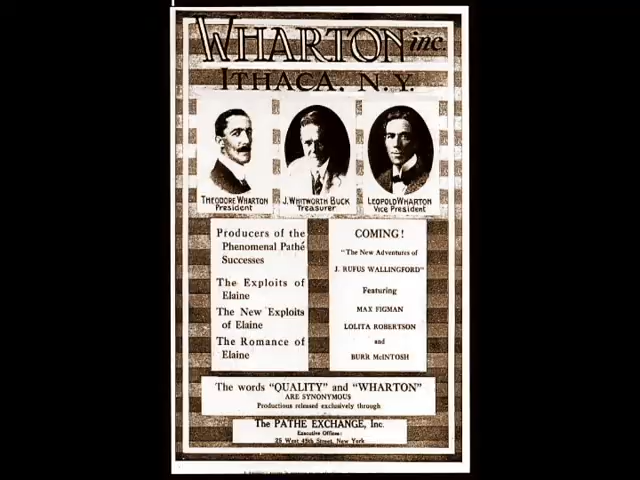 WHARTON inc.
ITHACA, N.Y.
THEODORE WHARTON
President
J. WHITWORTH BUCK
Treasurer
LEOPOLD WHARTON
Vice President
Producers of the
Phenomenal Pathé
Successes
The Exploits of
Elaine
The New Exploits
of Elaine
The Romance of
Elaine
COMING!
"The New Adventures of
J. RUFUS WALLINGFORD"
Featuring
MAX FIGMAN
LOLITA ROBERTSON
and
BURR McINTOSH
The words "QUALITY" and "WHARTON"
ARE SYNONYMOUS
Productions released exclusively through
The PATHE EXCHANGE, Inc.
Executive Offices:
25 West 45th Street, New York